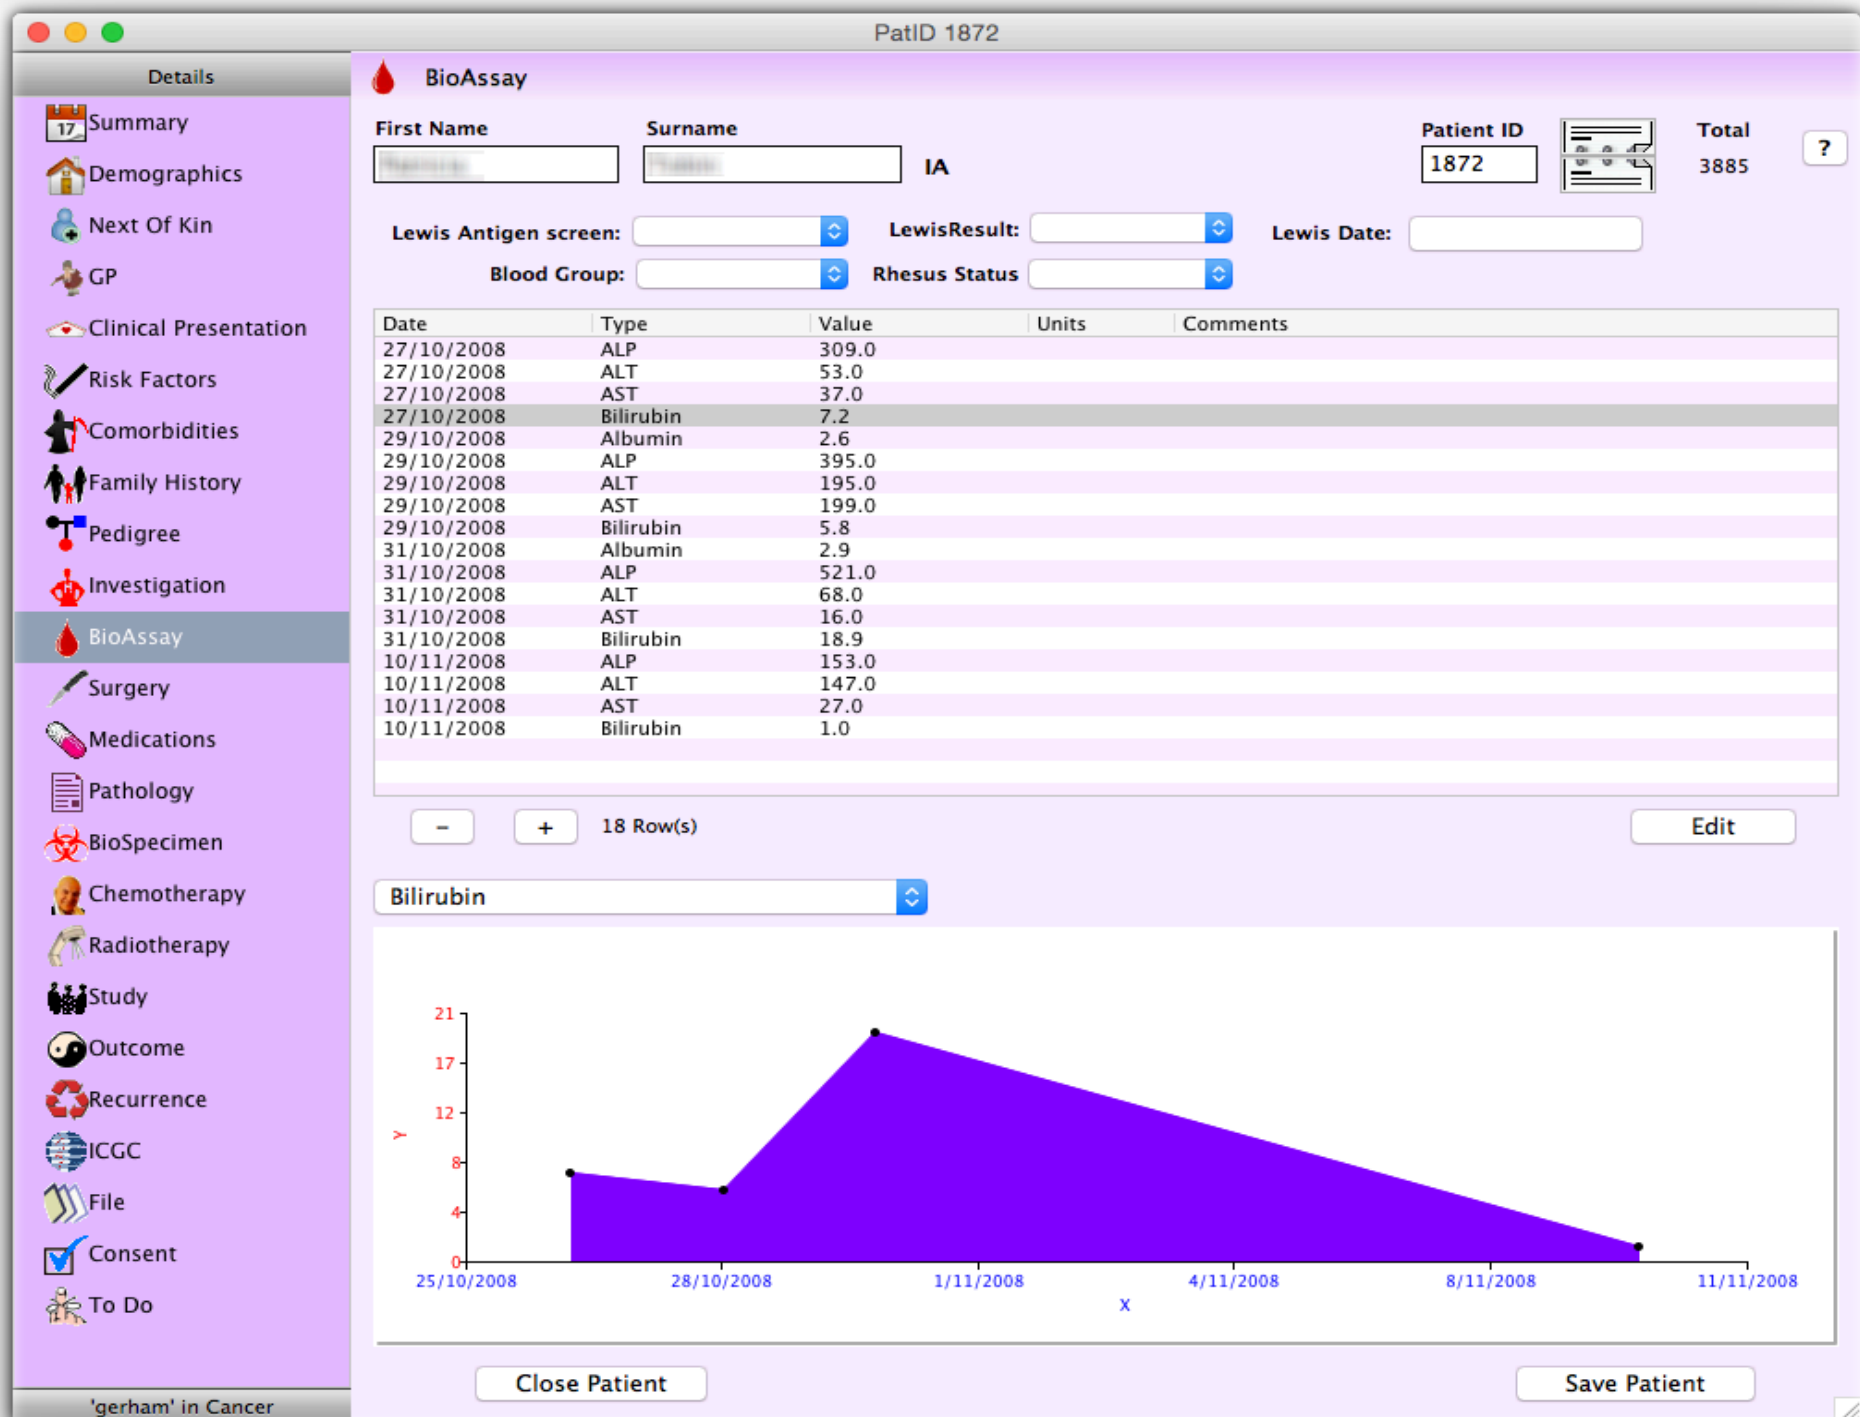 PatID 1872
Details
Summary
Demographics
Next Of Kin
GP
Clinical Presentation
Risk Factors
Comorbidities
Family History
Pedigree
Investigation
BioAssay
Surgery
Medications
Pathology
BioSpecimen
Chemotherapy
Radiotherapy
Study
Outcome
Recurrence
ICGC
File
Consent
To Do
'gerham' in Cancer
BioAssay
First Name Surname Patient ID Total
IA 1872 3885 ?
Lewis Antigen screen: LewisResult: Lewis Date:
Blood Group: Rhesus Status
Date Type Value Units Comments
27/10/2008 ALP 309.0
27/10/2008 ALT 53.0
27/10/2008 AST 37.0
27/10/2008 Bilirubin 7.2
29/10/2008 Albumin 2.6
29/10/2008 ALP 395.0
29/10/2008 ALT 195.0
29/10/2008 AST 199.0
29/10/2008 Bilirubin 5.8
31/10/2008 Albumin 2.9
31/10/2008 ALP 521.0
31/10/2008 ALT 68.0
31/10/2008 AST 16.0
31/10/2008 Bilirubin 18.9
10/11/2008 ALP 153.0
10/11/2008 ALT 147.0
10/11/2008 AST 27.0
10/11/2008 Bilirubin 1.0
- + 18 Row(s) Edit
Bilirubin
21
17
12
Y
8
4
0
25/10/2008 28/10/2008 1/11/2008 4/11/2008 8/11/2008 11/11/2008
X
Close Patient Save Patient